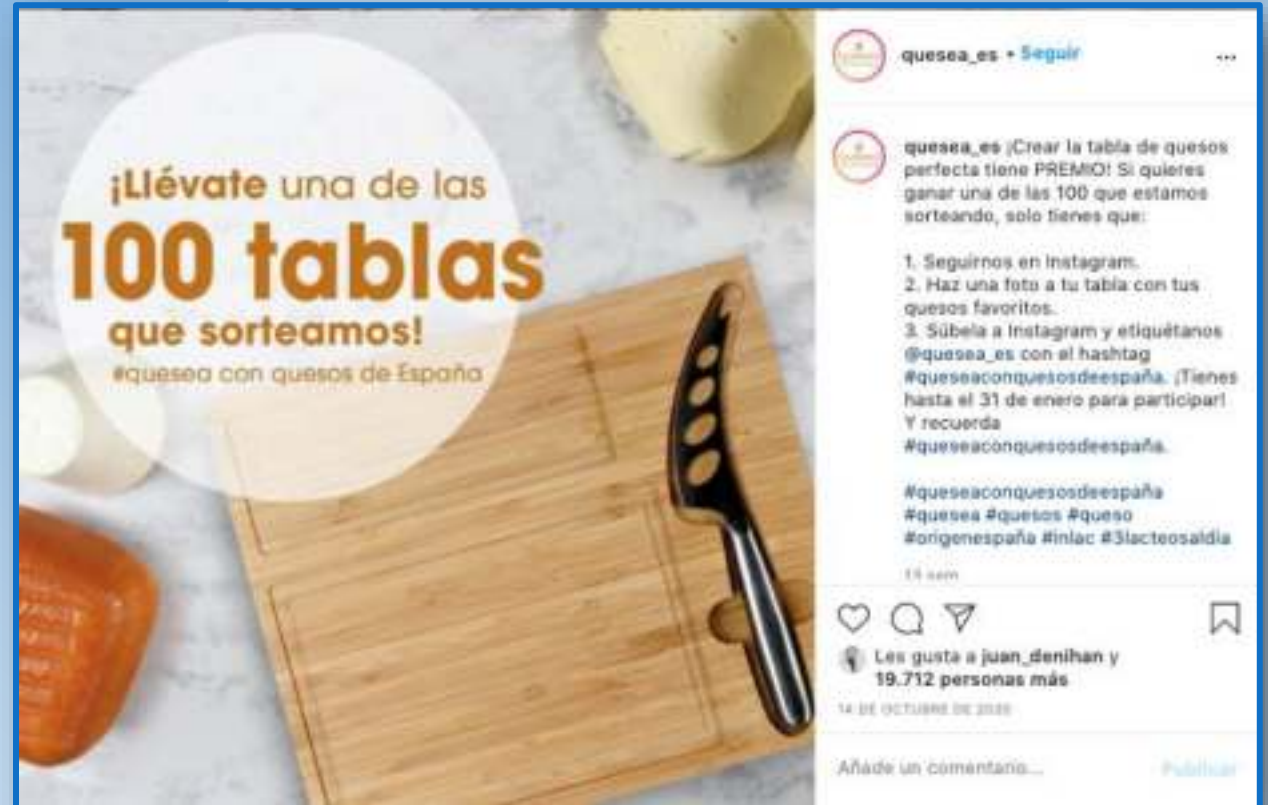 ¡Llévate una de las
100 tablas
que sorteamos!
#quesea con quesos de España
quesea_es • Seguir
quesea_es ¡Crear la tabla de quesos
perfecta tiene PREMIO! Si quieres
ganar una de las 100 que estamos
sorteando, solo tienes que:
1. Seguirnos en Instagram.
2. Haz una foto a tu tabla con tus
quesos favoritos.
3. Súbela a Instagram y etiquétanos
@quesea_es con el hashtag
#queseaconquesosdeespaña. ¡Tienes
hasta el 31 de enero para participar!
Y recuerda
#queseaconquesosdeespaña.
#queseaconquesosdeespaña
#quesea #quesos #queso
#origenespaña #inlac #3lacteosaldia
sem
Les gusta a juan_denihan y
19.712 personas más
14 DE OCTUBRE DE 2020
Añade un comentario...
Publicar